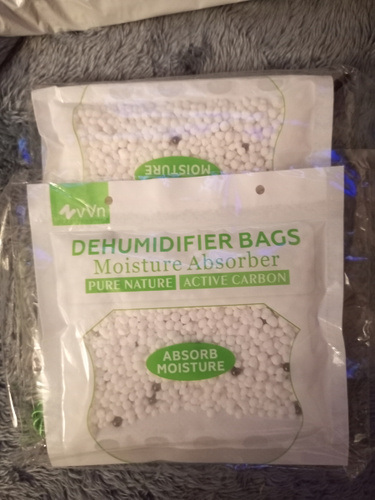 MOISTURE
vvn
DEHUMIDIFIER BAGS
Moisture Absorber
PURE NATURE ACTIVE CARBON
ABSORB
MOISTURE